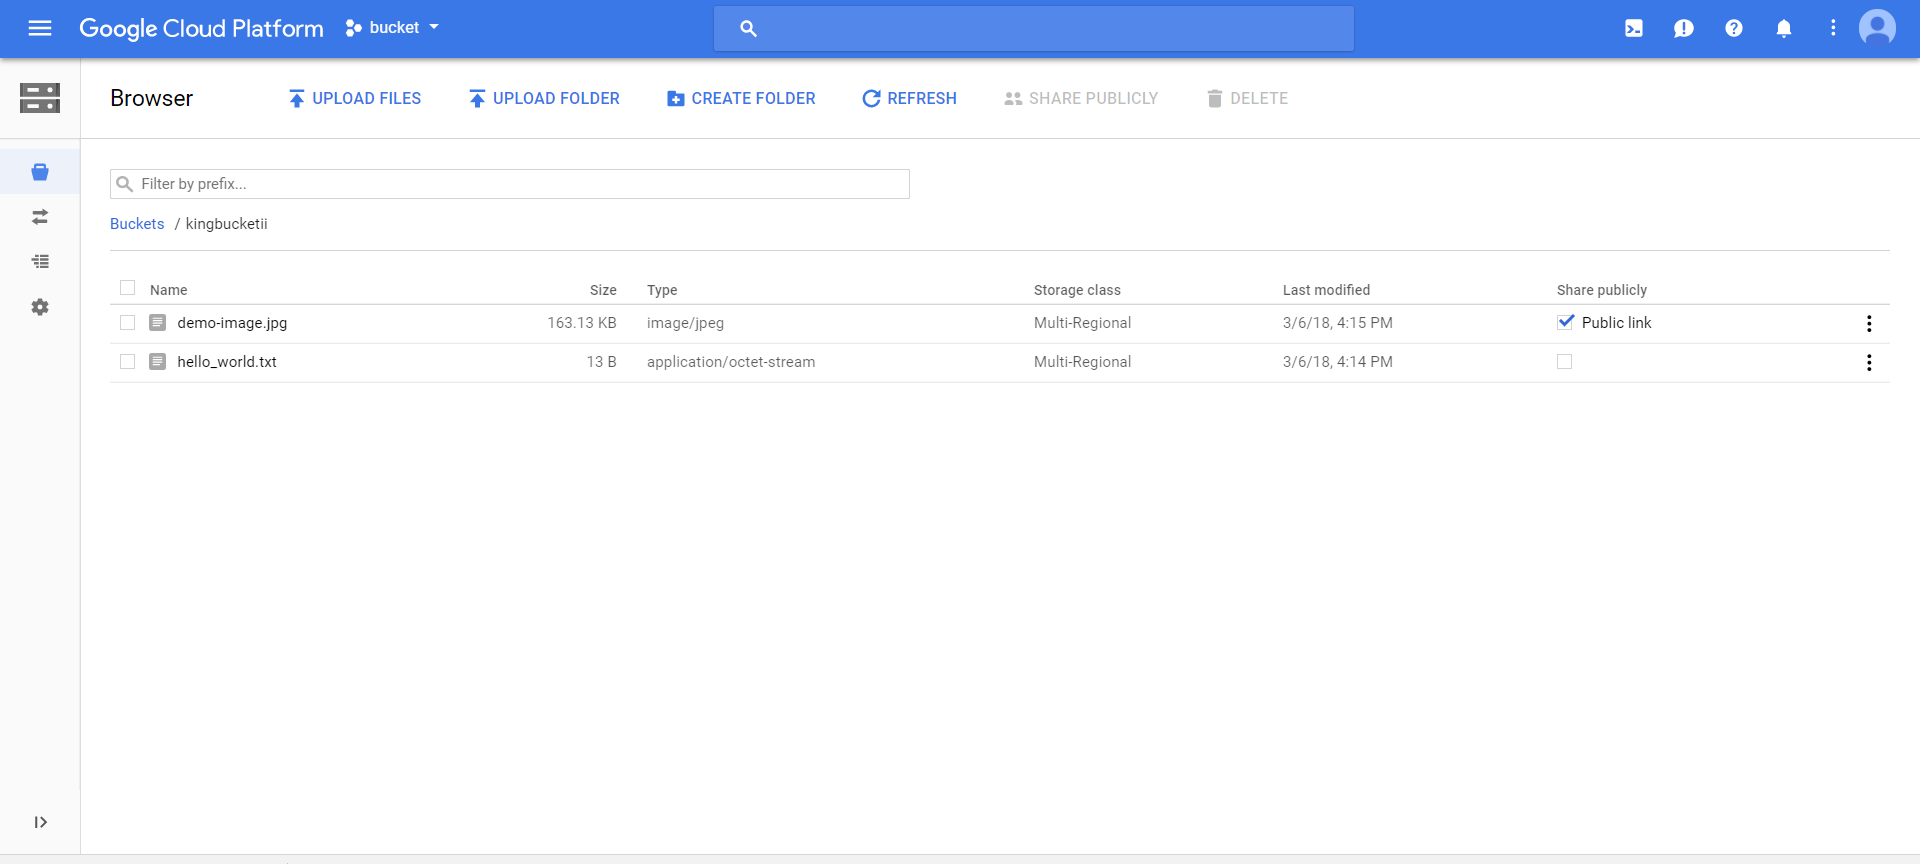 Google Cloud Platform bucket
Browser UPLOAD FILES UPLOAD FOLDER CREATE FOLDER REFRESH SHARE PUBLICLY DELETE
Filter by prefix...
Buckets / kingbucketii
Name Size Type Storage class Last modified Share publicly
demo-image.jpg 163.13 KB image/jpeg Multi-Regional 3/6/18, 4:15 PM Public link
hello_world.txt 13 B application/octet-stream Multi-Regional 3/6/18, 4:14 PM